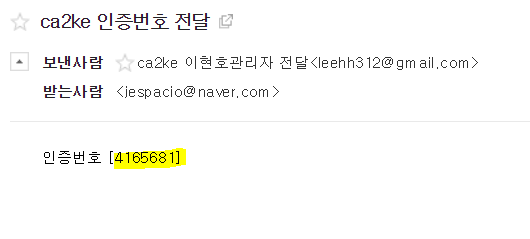 ca2ke 인증번호 전달
보낸사람 ca2ke 이현호관리자 전달<leehh312@gmail.com>
받는사람 <jespacio@naver.com>
인증번호 [4165681]